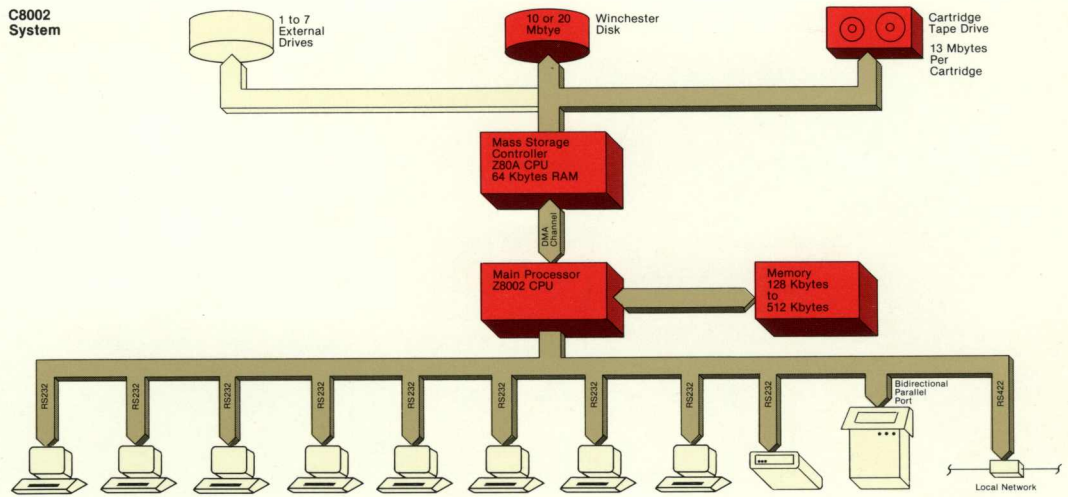 C8002
System
1 to 7
External
Drives
10 or 20
Mbtye
Winchester
Disk
Cartridge
Tape Drive
13 Mbytes
Per
Cartridge
Mass Storage
Controller
Z80A CPU
64 Kbytes RAM
DMA
Channel
Main Processor
Z8002 CPU
Memory
128 Kbytes
to
512 Kbytes
RS232
RS232
RS232
RS232
RS232
RS232
RS232
RS232
RS232
Bidirectional
Parallel
Port
RS422
Local Network